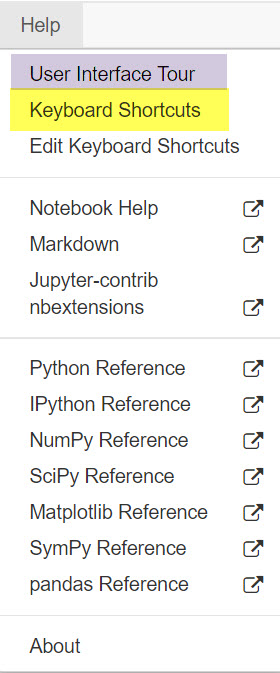 Help
User Interface Tour
Keyboard Shortcuts
Edit Keyboard Shortcuts
Notebook Help
Markdown
Jupyter-contrib
nbextensions
Python Reference
IPython Reference
NumPy Reference
SciPy Reference
Matplotlib Reference
SymPy Reference
pandas Reference
About